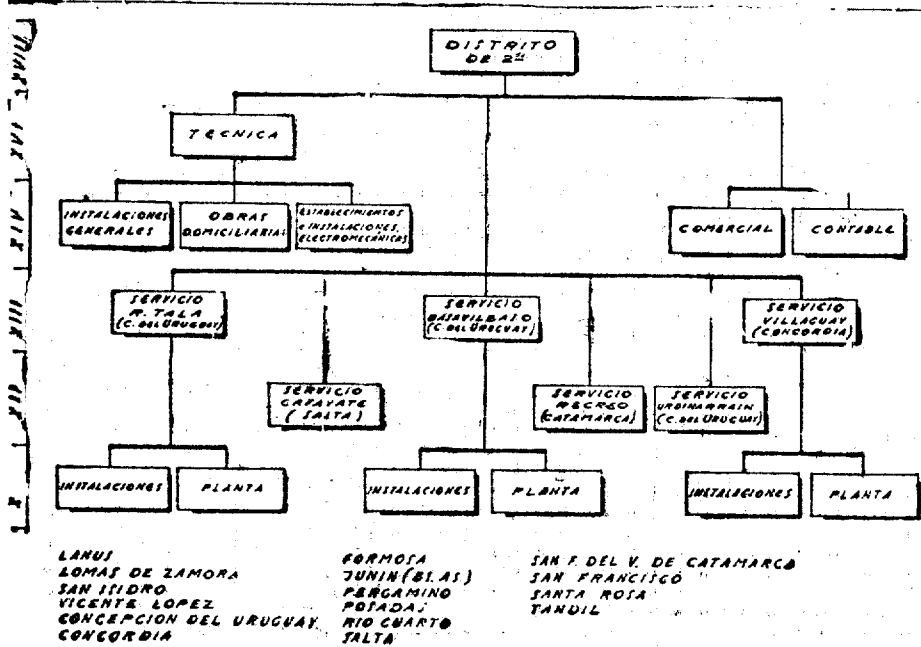 DISTRITO
DE 2ª
TECNICA
INSTALACIONES
GENERALES
OBRAS
DOMICILIARIAS
ESTABLECIMIENTOS
e INSTALACIONES
ELECTROMECÁNICAS
COMERCIAL
CONTABLE
SERVICIO
R. TALA
(C. DEL URUGUAY)
SERVICIO
BASAVILBASO
(C. DEL URUGUAY)
SERVICIO
VILLAGUAY
(CONCORDIA)
SERVICIO
CAFAYATE
(SALTA)
SERVICIO
RECREO
(CATAMARCA)
SERVICIO
URDINARRAIN
(C. DEL URUGUAY)
INSTALACIONES
PLANTA
INSTALACIONES
PLANTA
INSTALACIONES
PLANTA
LANUS
LOMAS DE ZAMORA
SAN ISIDRO
VICENTE LOPEZ
CONCEPCION DEL URUGUAY
CONCORDIA
FORMOSA
JUNIN (BS. AS)
PERGAMINO
POSADAS
RIO CUARTO
SALTA
SAN F. DEL V. DE CATAMARCA
SAN FRANCISCO
SANTA ROSA
TANDIL